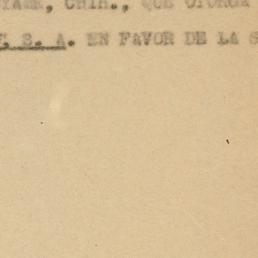 CHIH., QUE OTORGA
S. A. EN FAVOR DE LA S